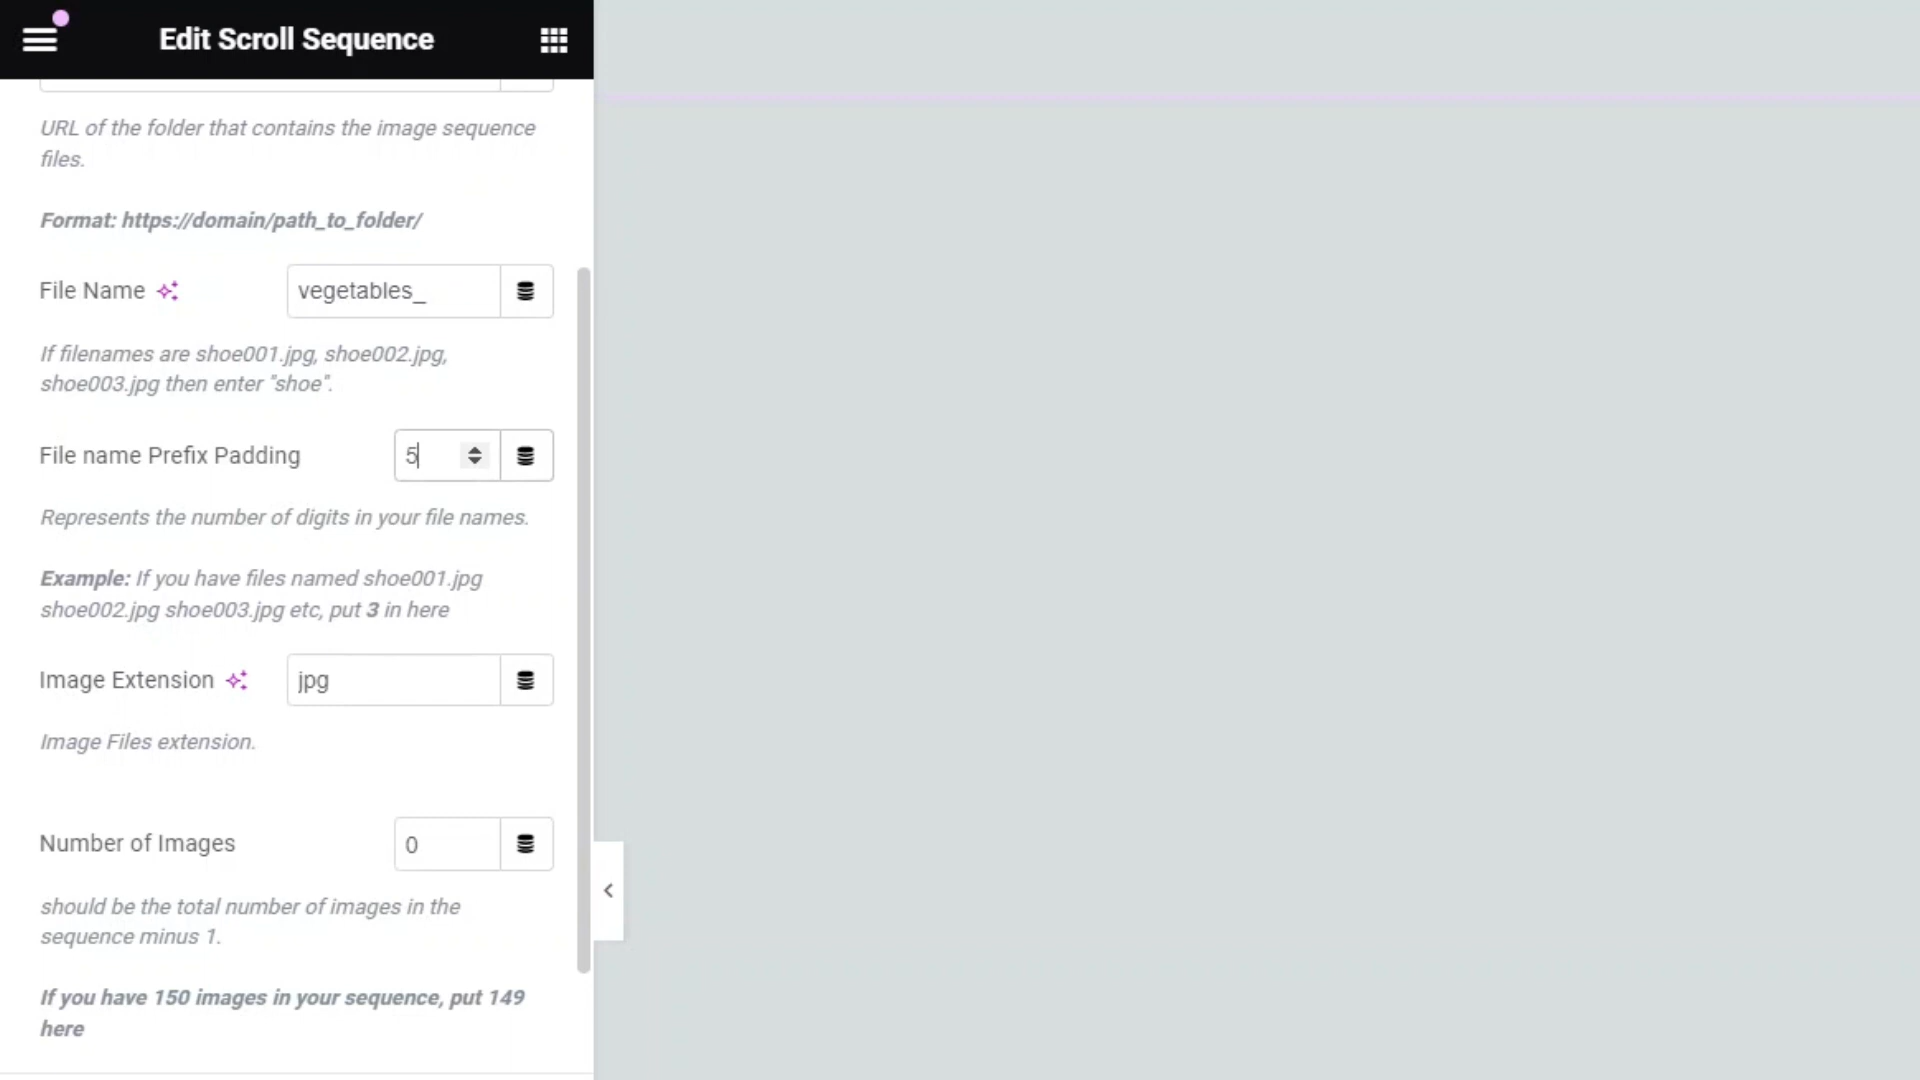 Edit Scroll Sequence
URL of the folder that contains the image sequence
files.
Format: https://domain/path_to_folder/
File Name
vegetables_
If filenames are shoe001.jpg, shoe002.jpg,
shoe003.jpg then enter "shoe".
File name Prefix Padding
5
Represents the number of digits in your file names.
Example: If you have files named shoe001.jpg
shoe002.jpg shoe003.jpg etc, put 3 in here
Image Extension
jpg
Image Files extension.
Number of Images
0
should be the total number of images in the
sequence minus 1.
If you have 150 images in your sequence, put 149
here